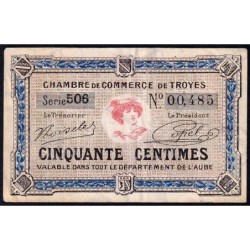 CHAMBRE DE COMMERCE DE TROYES
Série 506 No 00,485
Le Trésorier Le Président
CINQUANTE CENTIMES
VALABLE DANS TOUT LE DÉPARTEMENT DE L'AUBE